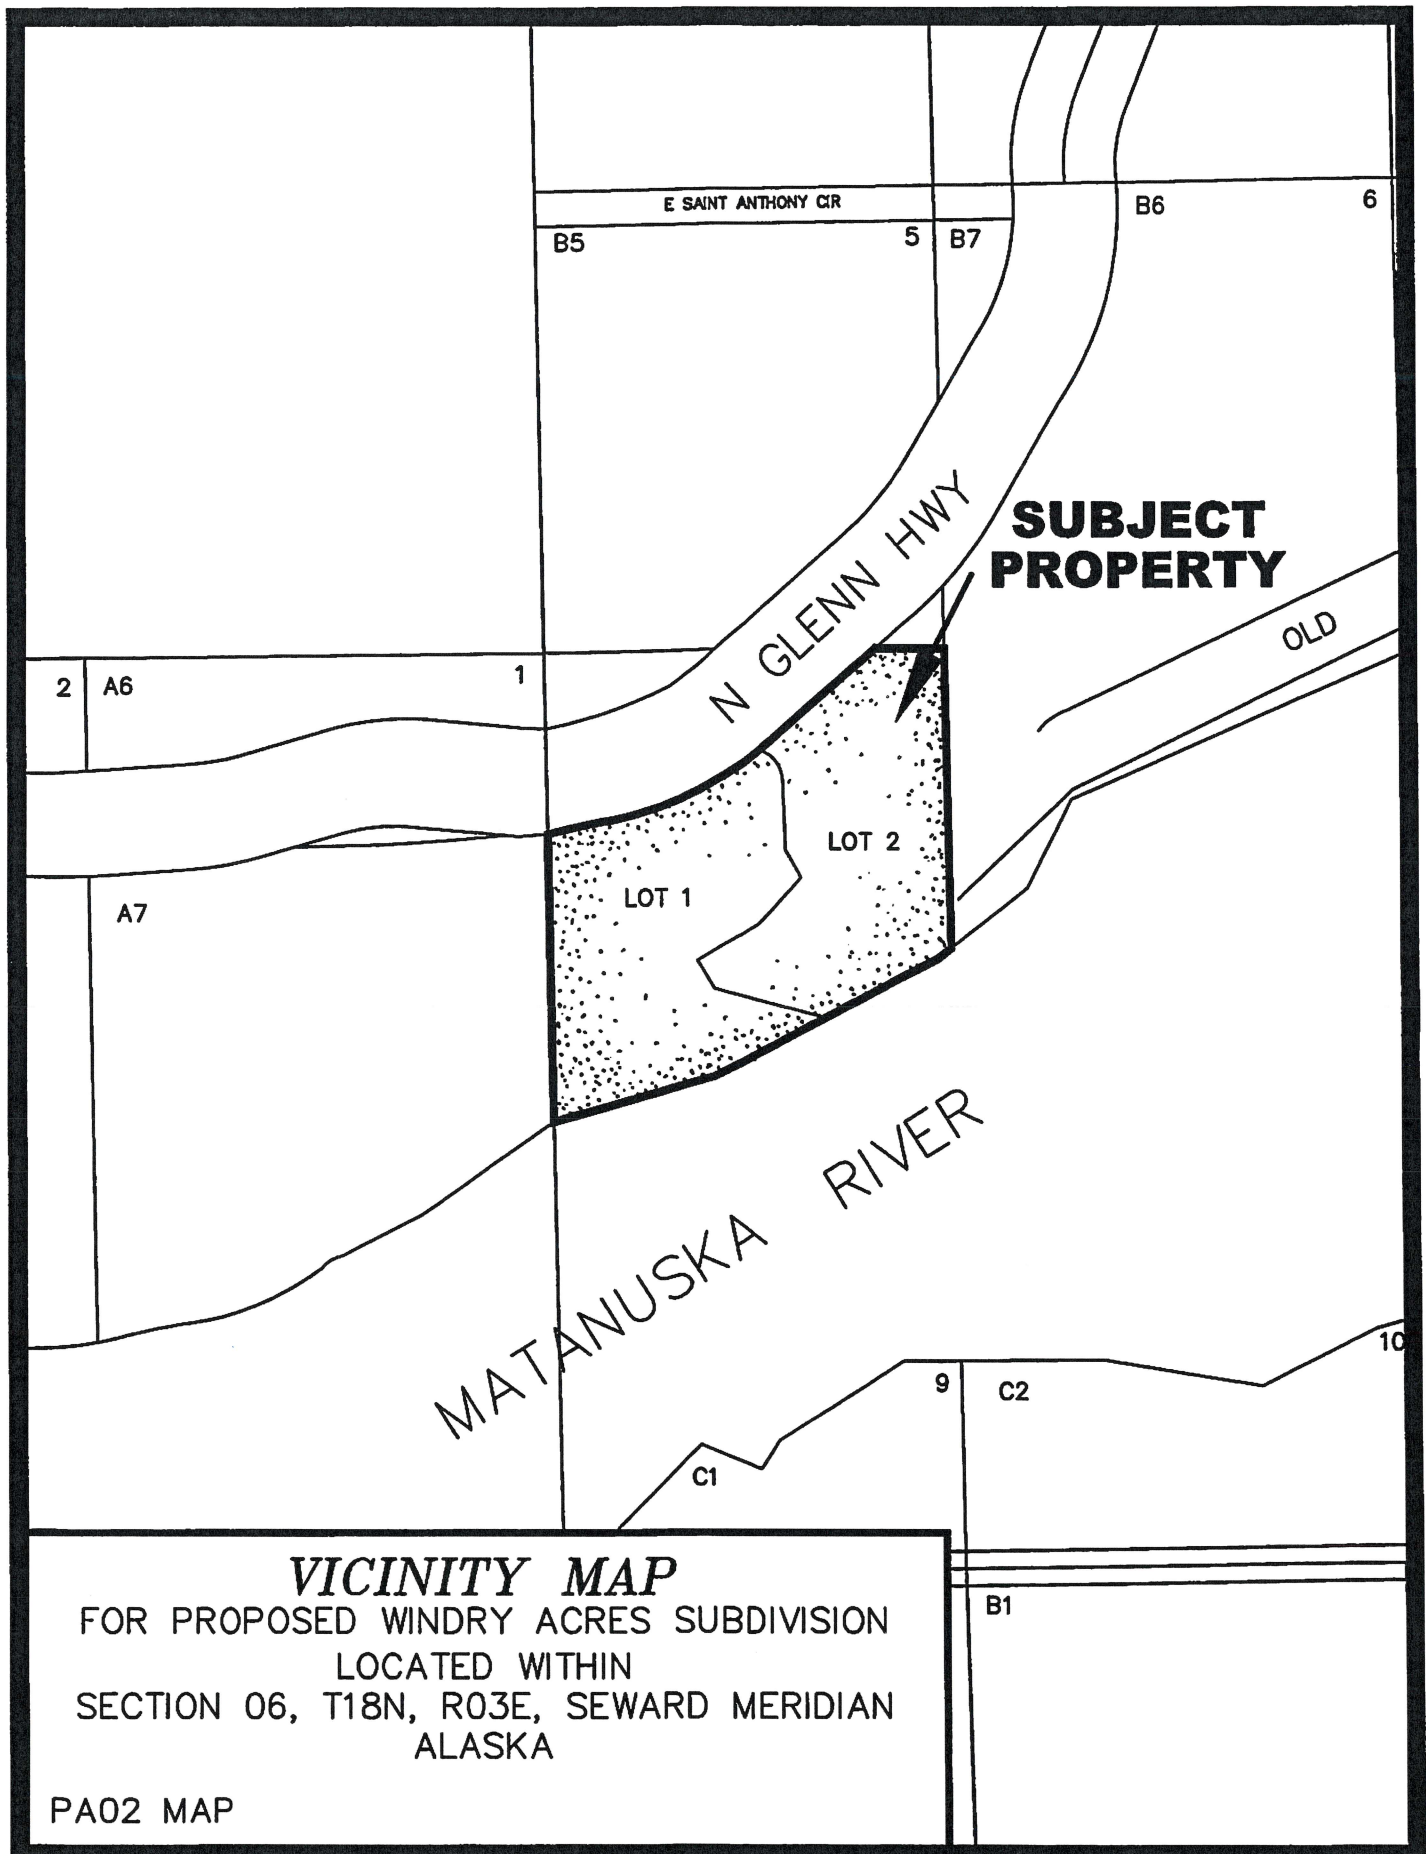 E SAINT ANTHONY CIR
B6
6
B5
5
B7
N GLENN HWY
SUBJECT
PROPERTY
OLD
2
A6
1
LOT 2
LOT 1
A7
MATANUSKA RIVER
10
9
C2
C1
B1
VICINITY MAP
FOR PROPOSED WINDRY ACRES SUBDIVISION
LOCATED WITHIN
SECTION 06, T18N, R03E, SEWARD MERIDIAN
ALASKA
PA02 MAP